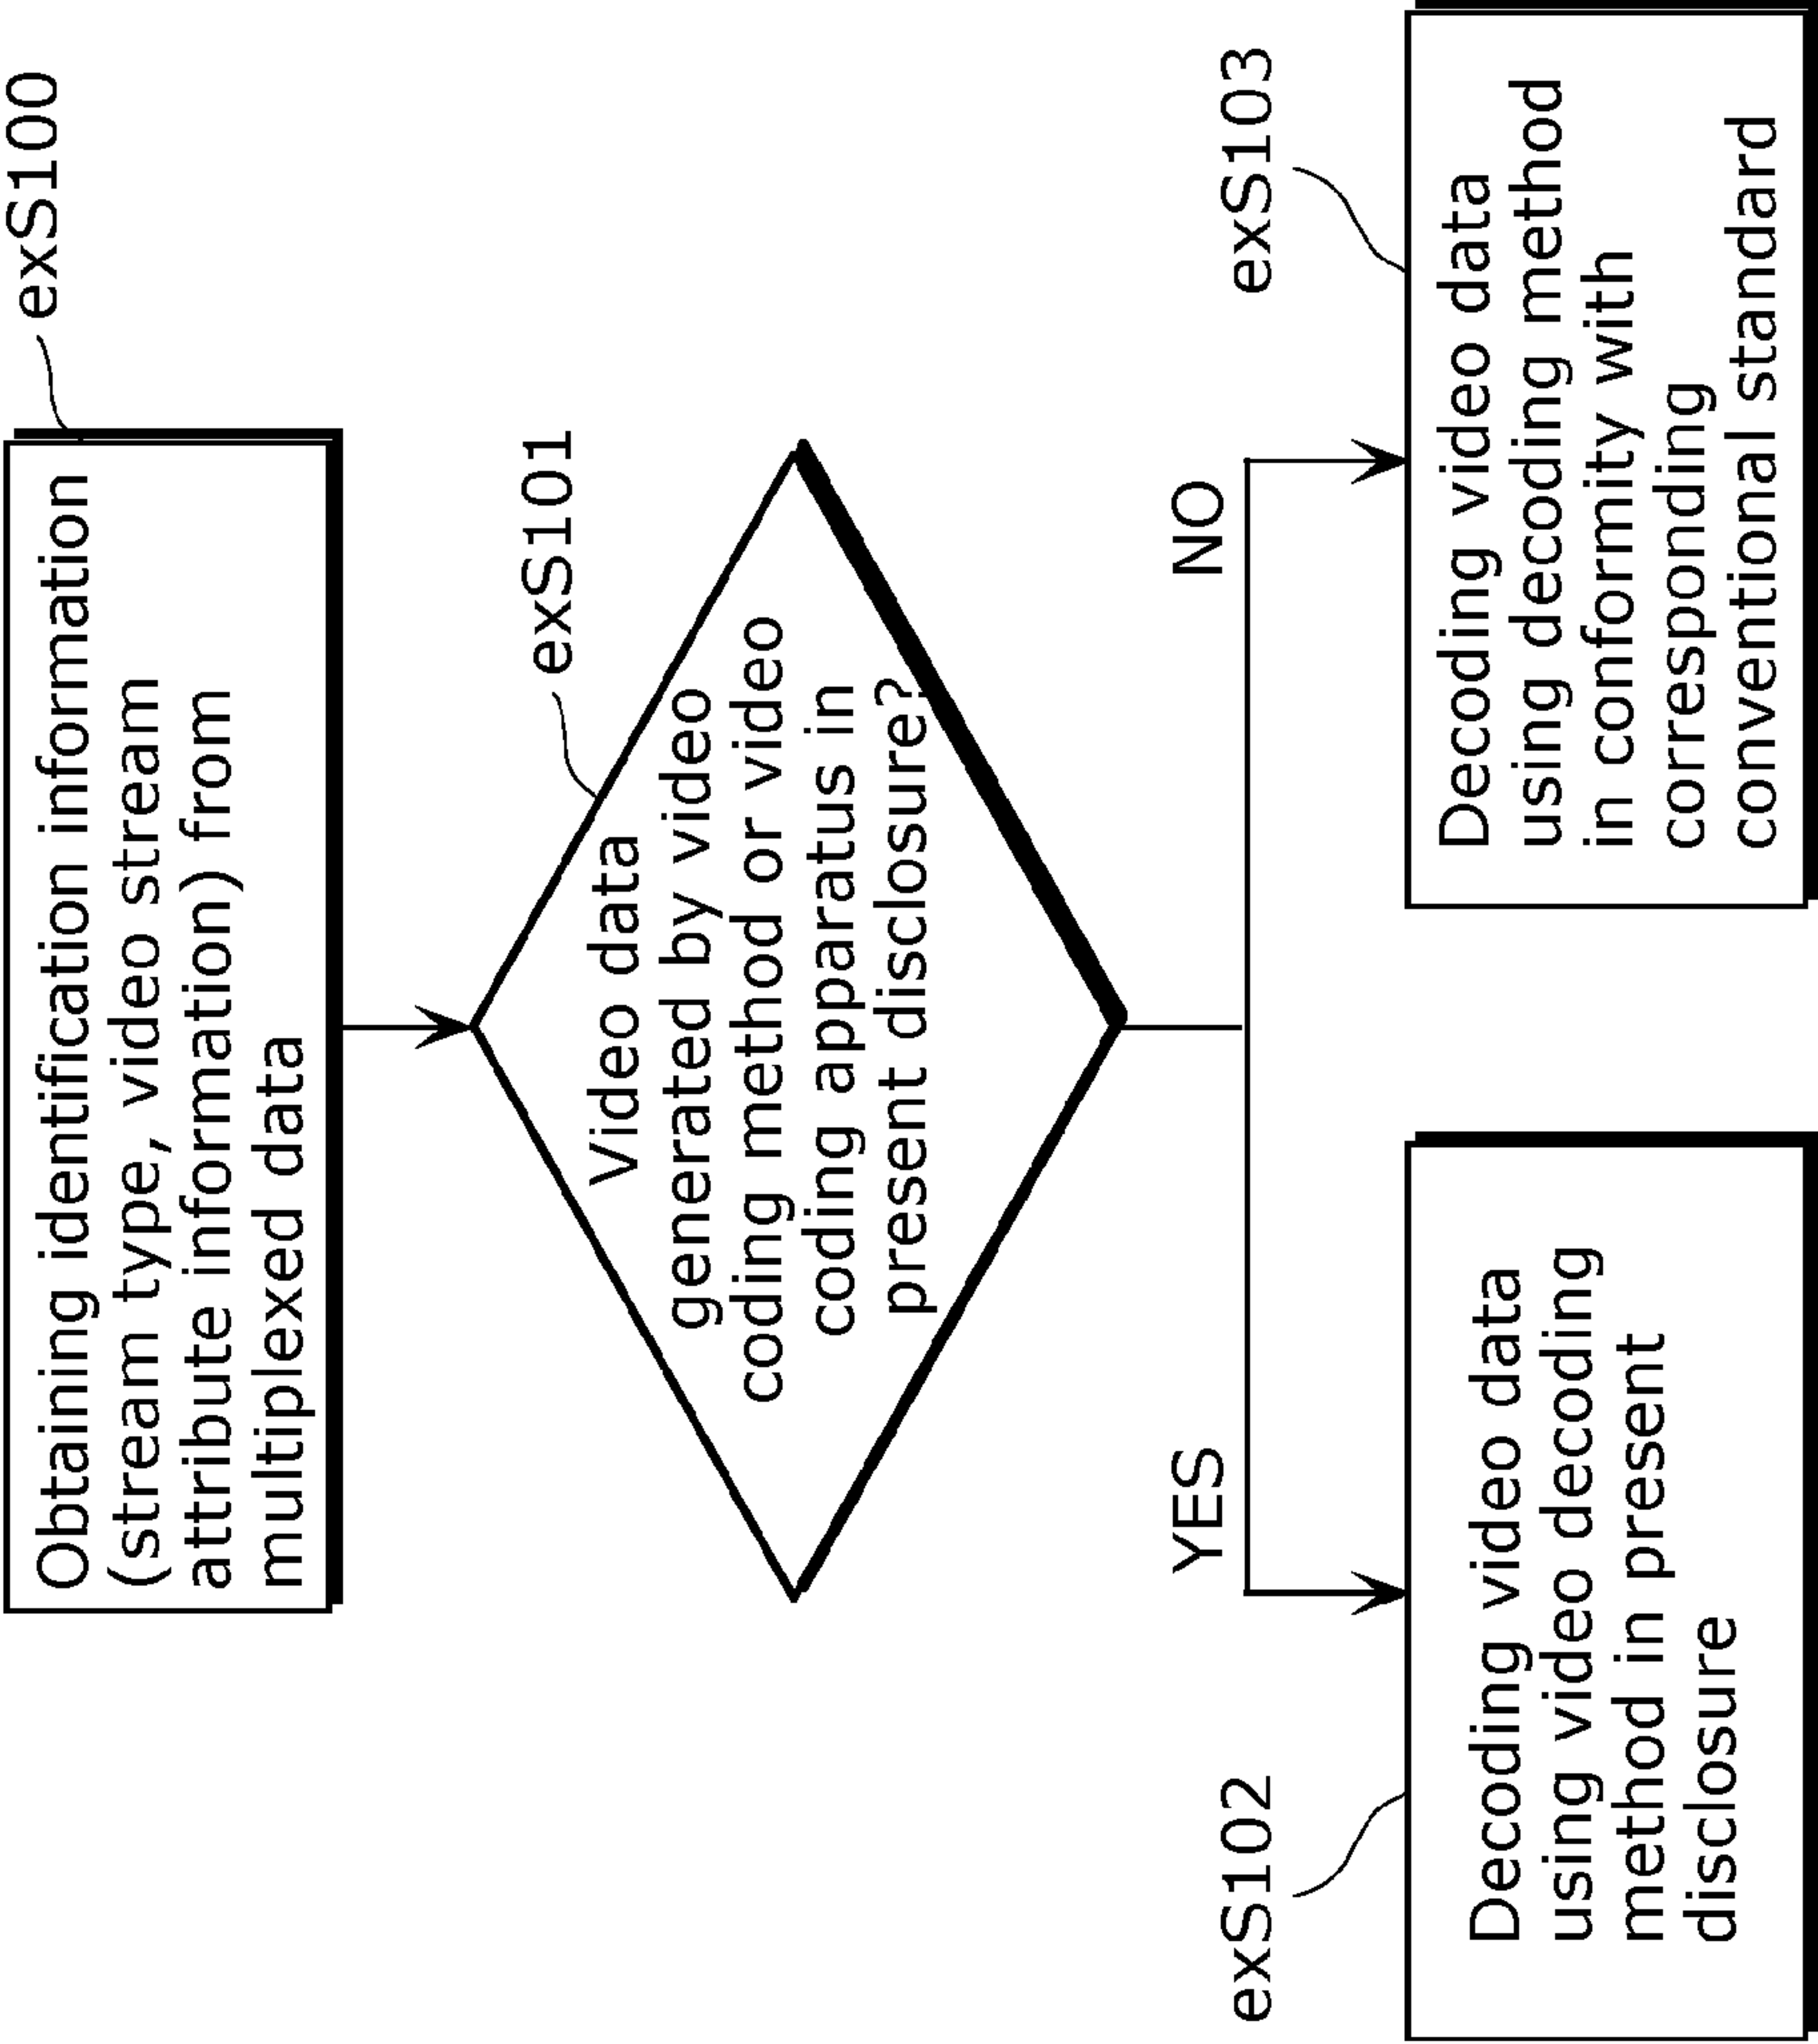 exS100
Obtaining identification information
(stream type, video stream
attribute information) from
multiplexed data
exS101
Video data
generated by video
coding method or video
coding apparatus in
present disclosure?
YES
NO
exS102
Decoding video data
using video decoding
method in present
disclosure
exS103
Decoding video data
using decoding method
in conformity with
corresponding
conventional standard